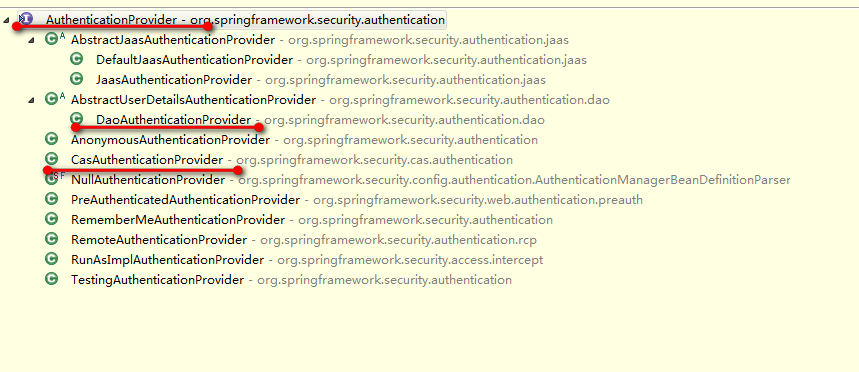 AuthenticationProvider - org.springframework.security.authentication
AbstractJaasAuthenticationProvider - org.springframework.security.authentication.jaas
DefaultJaasAuthenticationProvider - org.springframework.security.authentication.jaas
JaasAuthenticationProvider - org.springframework.security.authentication.jaas
AbstractUserDetailsAuthenticationProvider - org.springframework.security.authentication.dao
DaoAuthenticationProvider - org.springframework.security.authentication.dao
AnonymousAuthenticationProvider - org.springframework.security.authentication
CasAuthenticationProvider - org.springframework.security.cas.authentication
NullAuthenticationProvider - org.springframework.security.config.authentication.AuthenticationManagerBeanDefinitionParser
PreAuthenticatedAuthenticationProvider - org.springframework.security.web.authentication.preauth
RememberMeAuthenticationProvider - org.springframework.security.authentication
RemoteAuthenticationProvider - org.springframework.security.authentication.rcp
RunAsImplAuthenticationProvider - org.springframework.security.access.intercept
TestingAuthenticationProvider - org.springframework.security.authentication